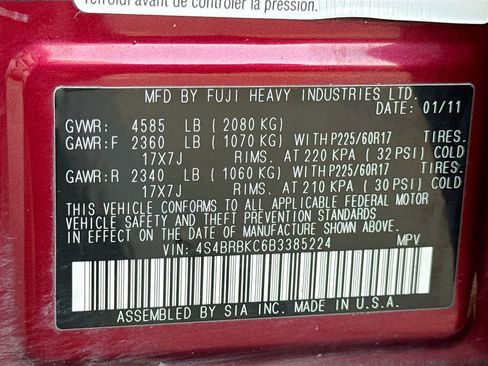 refroidi avant de contrôler la pression.
MFD BY FUJI HEAVY INDUSTRIES LTD.
DATE: 01/11
GVWR: 4585 LB (2080 KG)
GAWR:F 2360 LB (1070 KG) WITH P225/60R17 TIRES.
17X7J RIMS. AT 220 KPA (32 PSI) COLD
GAWR:R 2340 LB (1060 KG) WITH P225/60R17 TIRES.
17X7J RIMS. AT 210 KPA (30 PSI) COLD
THIS VEHICLE CONFORMS TO ALL APPLICABLE FEDERAL MOTOR
VEHICLE SAFETY AND THEFT PREVENTION STANDARDS
IN EFFECT ON THE DATE OF MANUFACTURE SHOWN ABOVE.
VIN: 4S4BRBKC6B3385224 MPV
ASSEMBLED BY SIA INC. MADE IN U.S.A.